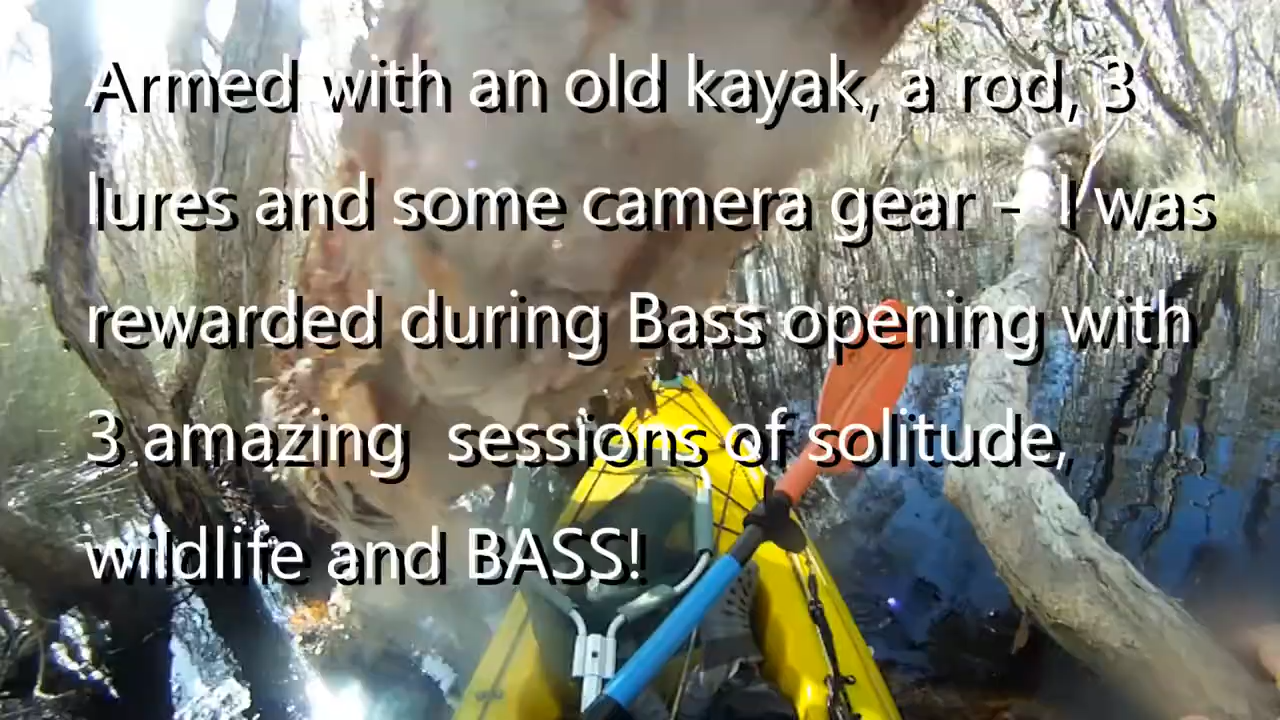 Armed with an old kayak, a rod, 3
lures and some camera gear - I was
rewarded during Bass opening with
3 amazing  sessions of solitude,
wildlife and BASS!